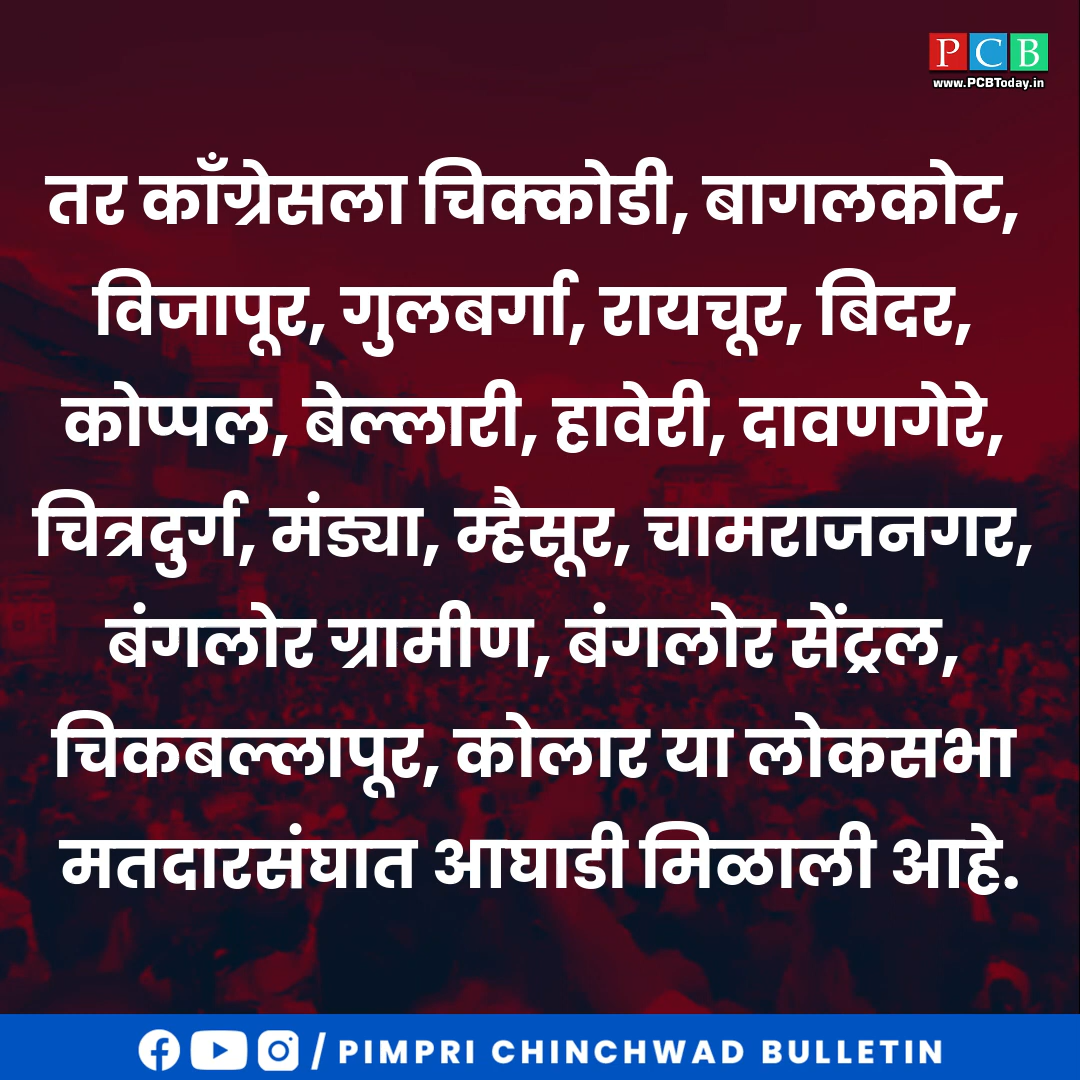 PCB
www.PCBToday.in
तर काँग्रेसला चिक्कोडी, बागलकोट,
विजापूर, गुलबर्गा, रायचूर, बिदर,
कोप्पल, बेल्लारी, हावेरी, दावणगेरे,
चित्रदुर्ग, मंड्या, म्हैसूर, चामराजनगर,
बंगलोर ग्रामीण, बंगलोर सेंट्रल,
चिकबल्लापूर, कोलार या लोकसभा
मतदारसंघात आघाडी मिळाली आहे.
/ PIMPRI CHINCHWAD BULLETIN